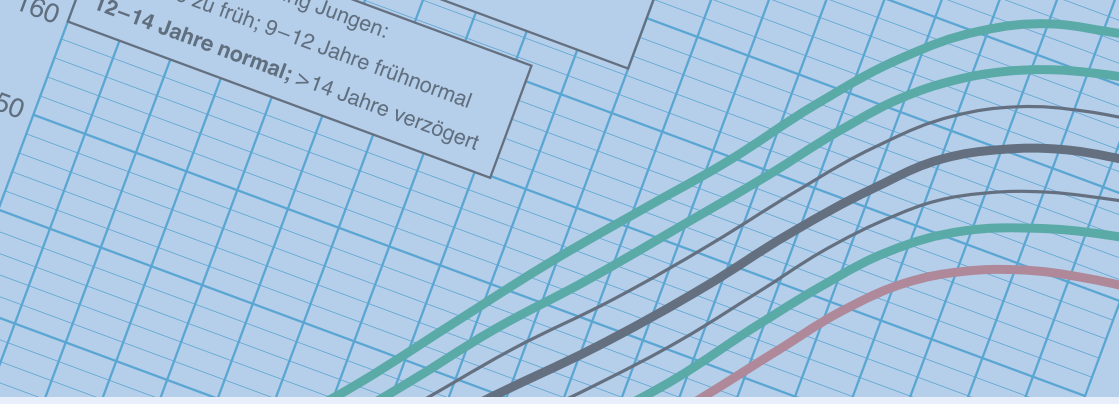 160
zu früh; 9–12 Jahre frühnormal
Jungen:
12–14 Jahre normal; >14 Jahre verzögert
50